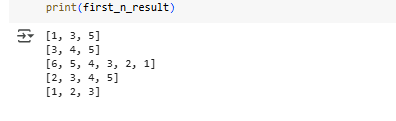 print(first_n_result)
[1, 3, 5]
[3, 4, 5]
[6, 5, 4, 3, 2, 1]
[2, 3, 4, 5]
[1, 2, 3]